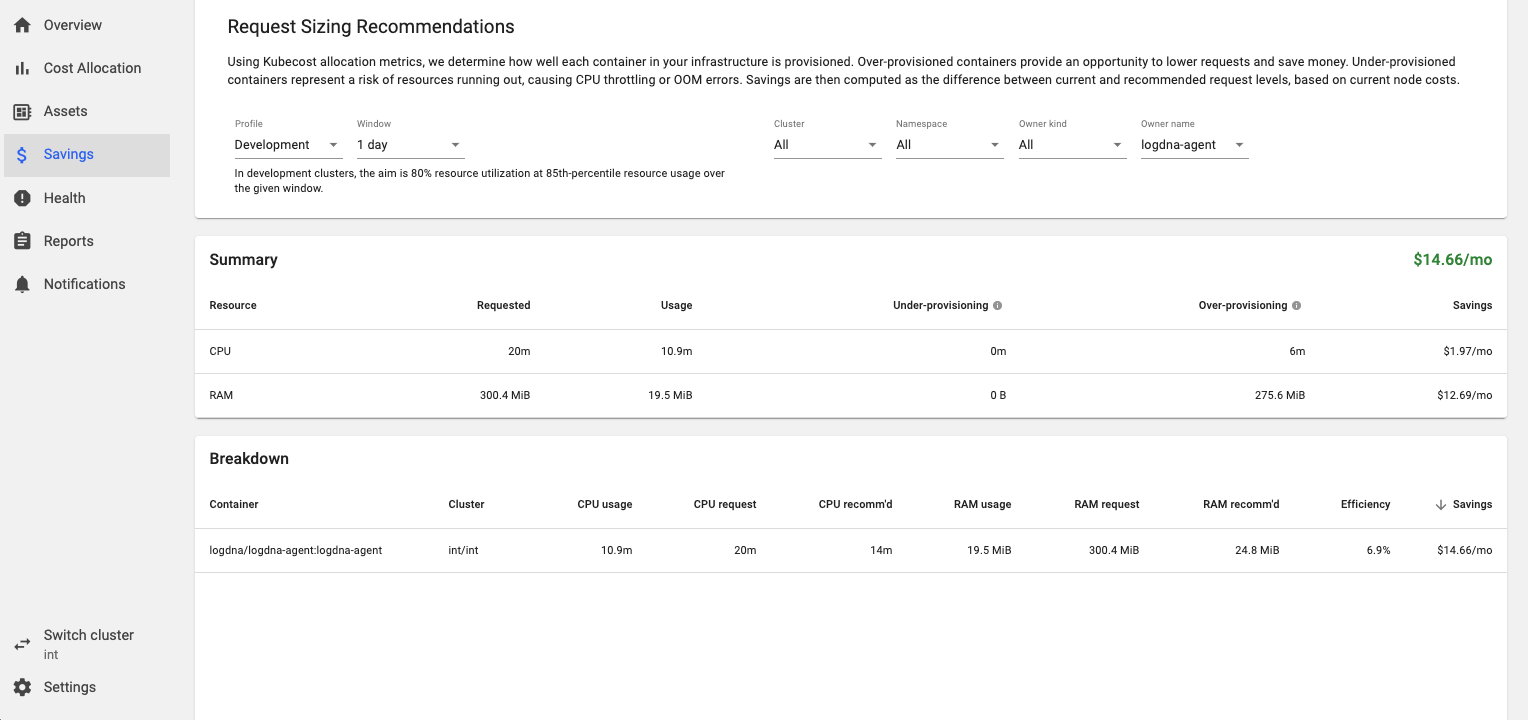 Overview
Cost Allocation
Assets
Savings
Health
Reports
Notifications
Switch cluster
int
Settings
Request Sizing Recommendations
Using Kubecost allocation metrics, we determine how well each container in your infrastructure is provisioned. Over-provisioned containers provide an opportunity to lower requests and save money. Under-provisioned
containers represent a risk of resources running out, causing CPU throttling or OOM errors. Savings are then computed as the difference between current and recommended request levels, based on current node costs.
Profile Window Cluster Namespace Owner kind Owner name
Development 1 day All All All logdna-agent
In development clusters, the aim is 80% resource utilization at 85th-percentile resource usage over
the given window.
Summary $14.66/mo
Resource Requested Usage Under-provisioning Over-provisioning Savings
CPU 20m 10.9m 0m 6m $1.97/mo
RAM 300.4 MiB 19.5 MiB 0 B 275.6 MiB $12.69/mo
Breakdown
Container Cluster CPU usage CPU request CPU recomm'd RAM usage RAM request RAM recomm'd Efficiency Savings
logdna/logdna-agent:logdna-agent int/int 10.9m 20m 14m 19.5 MiB 300.4 MiB 24.8 MiB 6.9% $14.66/mo